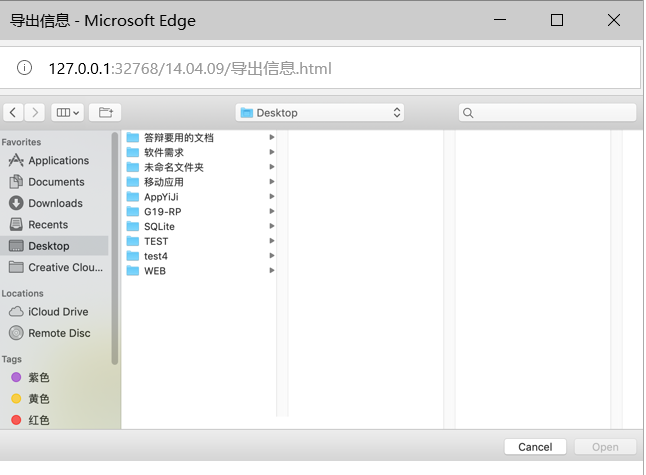 导出信息 - Microsoft Edge
127.0.0.1:32768/14.04.09/导出信息.html
Desktop
Favorites
Applications
Documents
Downloads
Recents
Desktop
Creative Clou...
Locations
iCloud Drive
Remote Disc
Tags
紫色
黄色
红色
答辩要用的文档
软件需求
未命名文件夹
移动应用
AppYiJi
G19-RP
SQLite
TEST
test4
WEB
Cancel
Open